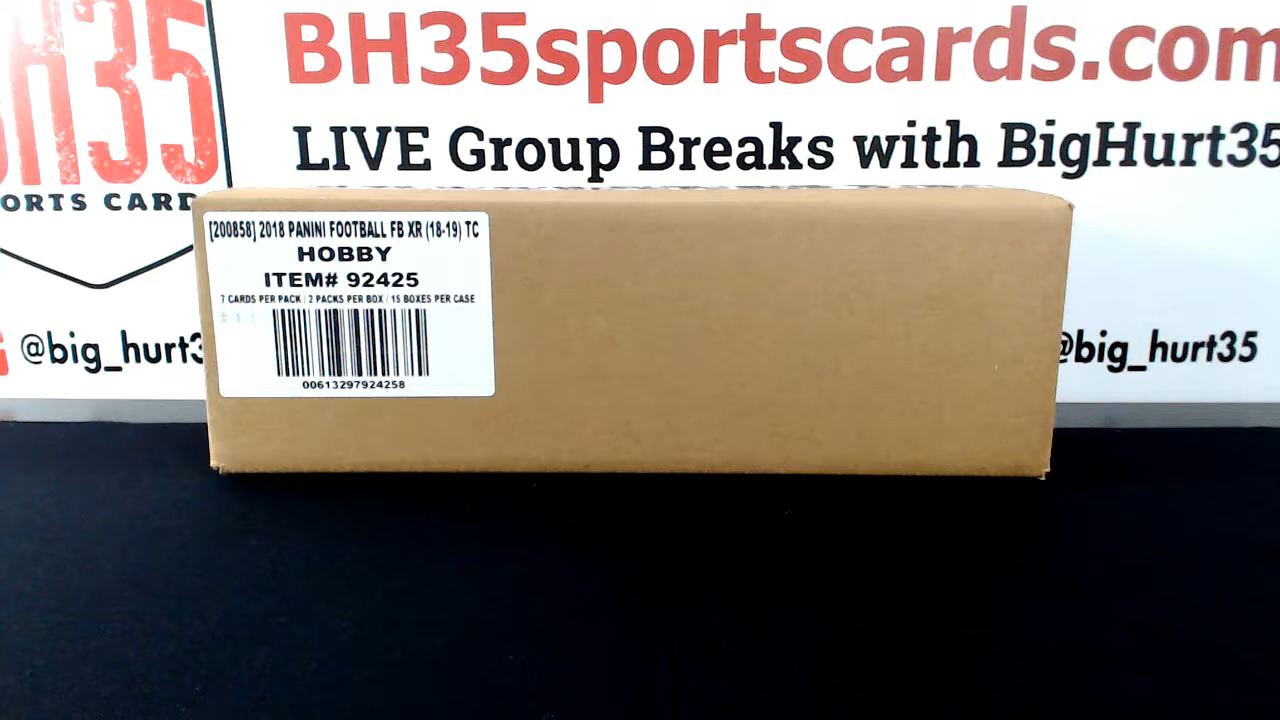 BH35sportscards.com
LIVE Group Breaks with BigHurt35
H35
ORTS CARD
@big_hurt3
@big_hurt35
[200858] 2018 PANINI FOOTBALL FB XR (18-19) TC
HOBBY
ITEM# 92425
7 CARDS PER PACK / 2 PACKS PER BOX / 15 BOXES PER CASE
00613297924258